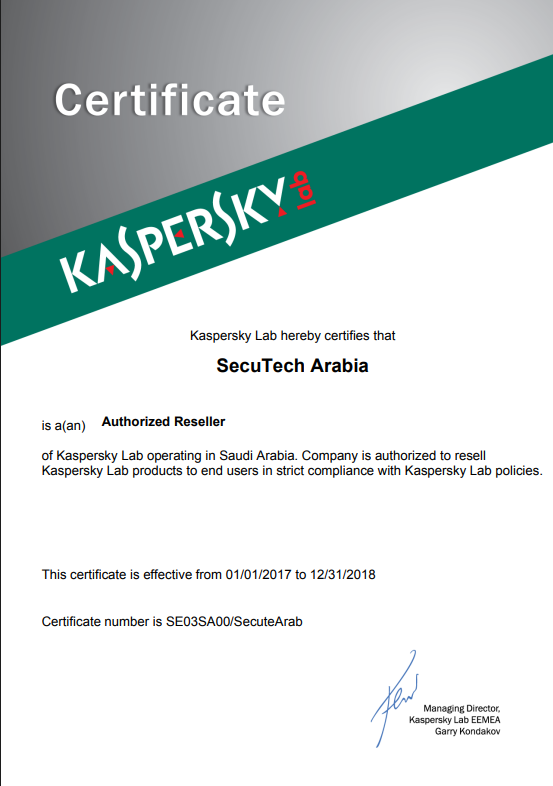 Certificate
KASPERSKY lab
Kaspersky Lab hereby certifies that
SecuTech Arabia
is a(an) Authorized Reseller
of Kaspersky Lab operating in Saudi Arabia. Company is authorized to resell
Kaspersky Lab products to end users in strict compliance with Kaspersky Lab policies.
This certificate is effective from 01/01/2017 to 12/31/2018
Certificate number is SE03SA00/SecuteArab
Managing Director,
Kaspersky Lab EEMEA
Garry Kondakov